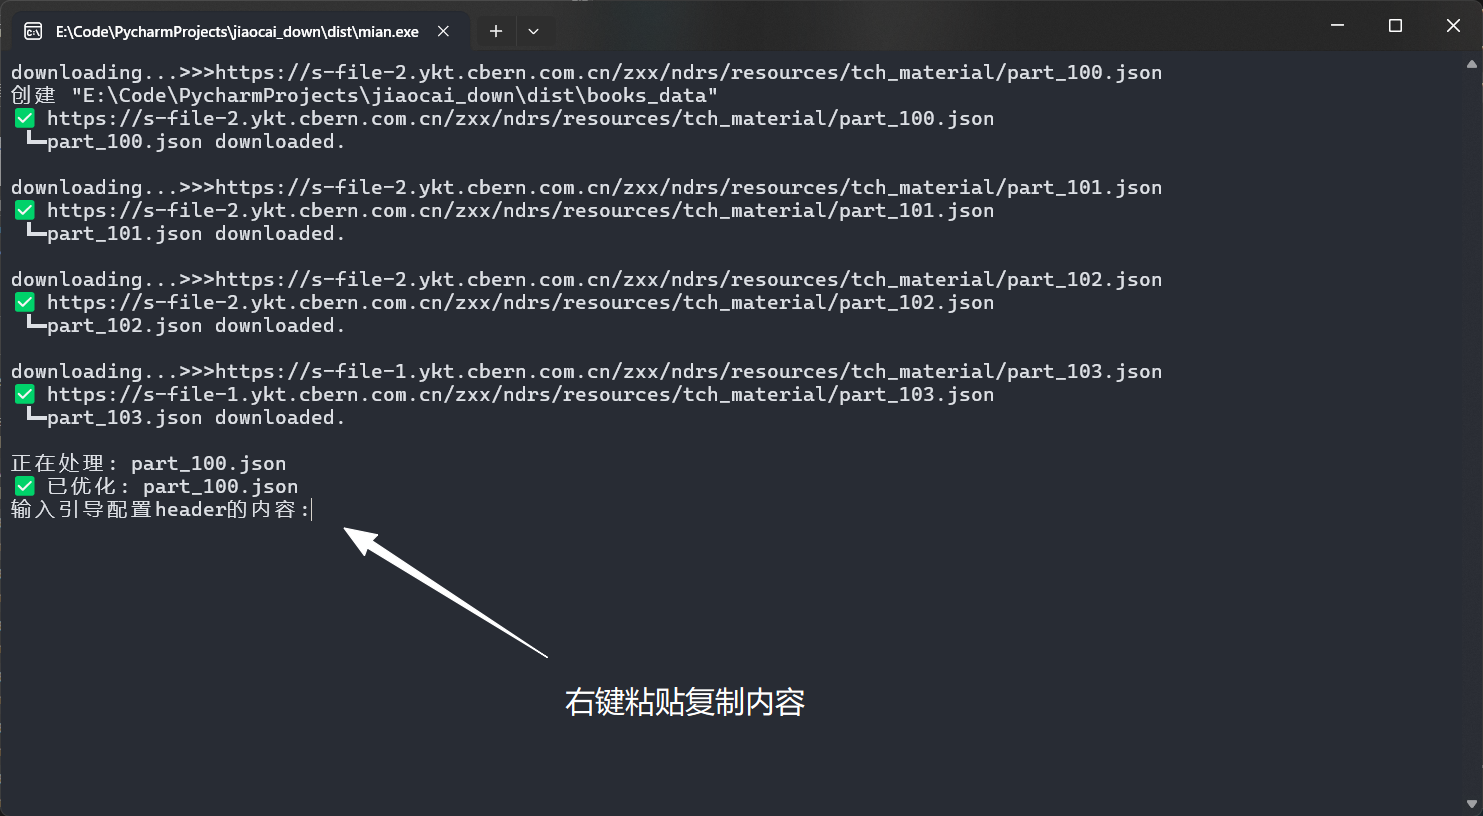 E:\Code\PycharmProjects\jiaocai_down\dist\mian.exe
downloading...>>>https://s-file-2.ykt.cbern.com.cn/zxx/ndrs/resources/tch_material/part_100.json
创建 "E:\Code\PycharmProjects\jiaocai_down\dist\books_data"
✅ https://s-file-2.ykt.cbern.com.cn/zxx/ndrs/resources/tch_material/part_100.json
┗━part_100.json downloaded.
downloading...>>>https://s-file-2.ykt.cbern.com.cn/zxx/ndrs/resources/tch_material/part_101.json
✅ https://s-file-2.ykt.cbern.com.cn/zxx/ndrs/resources/tch_material/part_101.json
┗━part_101.json downloaded.
downloading...>>>https://s-file-2.ykt.cbern.com.cn/zxx/ndrs/resources/tch_material/part_102.json
✅ https://s-file-2.ykt.cbern.com.cn/zxx/ndrs/resources/tch_material/part_102.json
┗━part_102.json downloaded.
downloading...>>>https://s-file-1.ykt.cbern.com.cn/zxx/ndrs/resources/tch_material/part_103.json
✅ https://s-file-1.ykt.cbern.com.cn/zxx/ndrs/resources/tch_material/part_103.json
┗━part_103.json downloaded.
正在处理: part_100.json
✅ 已优化: part_100.json
输入引导配置header的内容:
右键粘贴复制内容